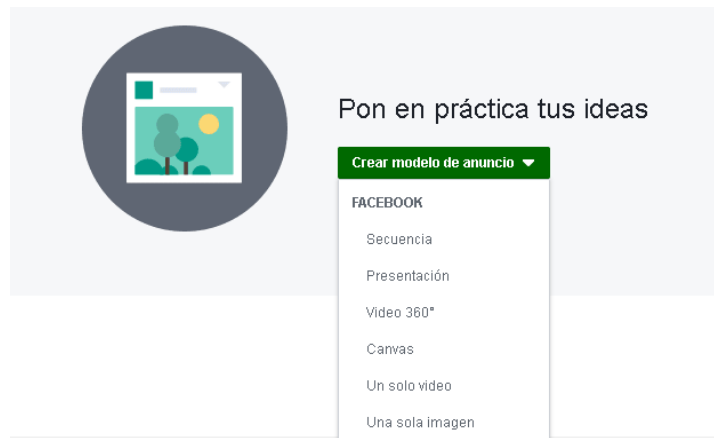 Pon en práctica tus ideas
Crear modelo de anuncio
FACEBOOK
Secuencia
Presentación
Video 360°
Canvas
Un solo video
Una sola imagen